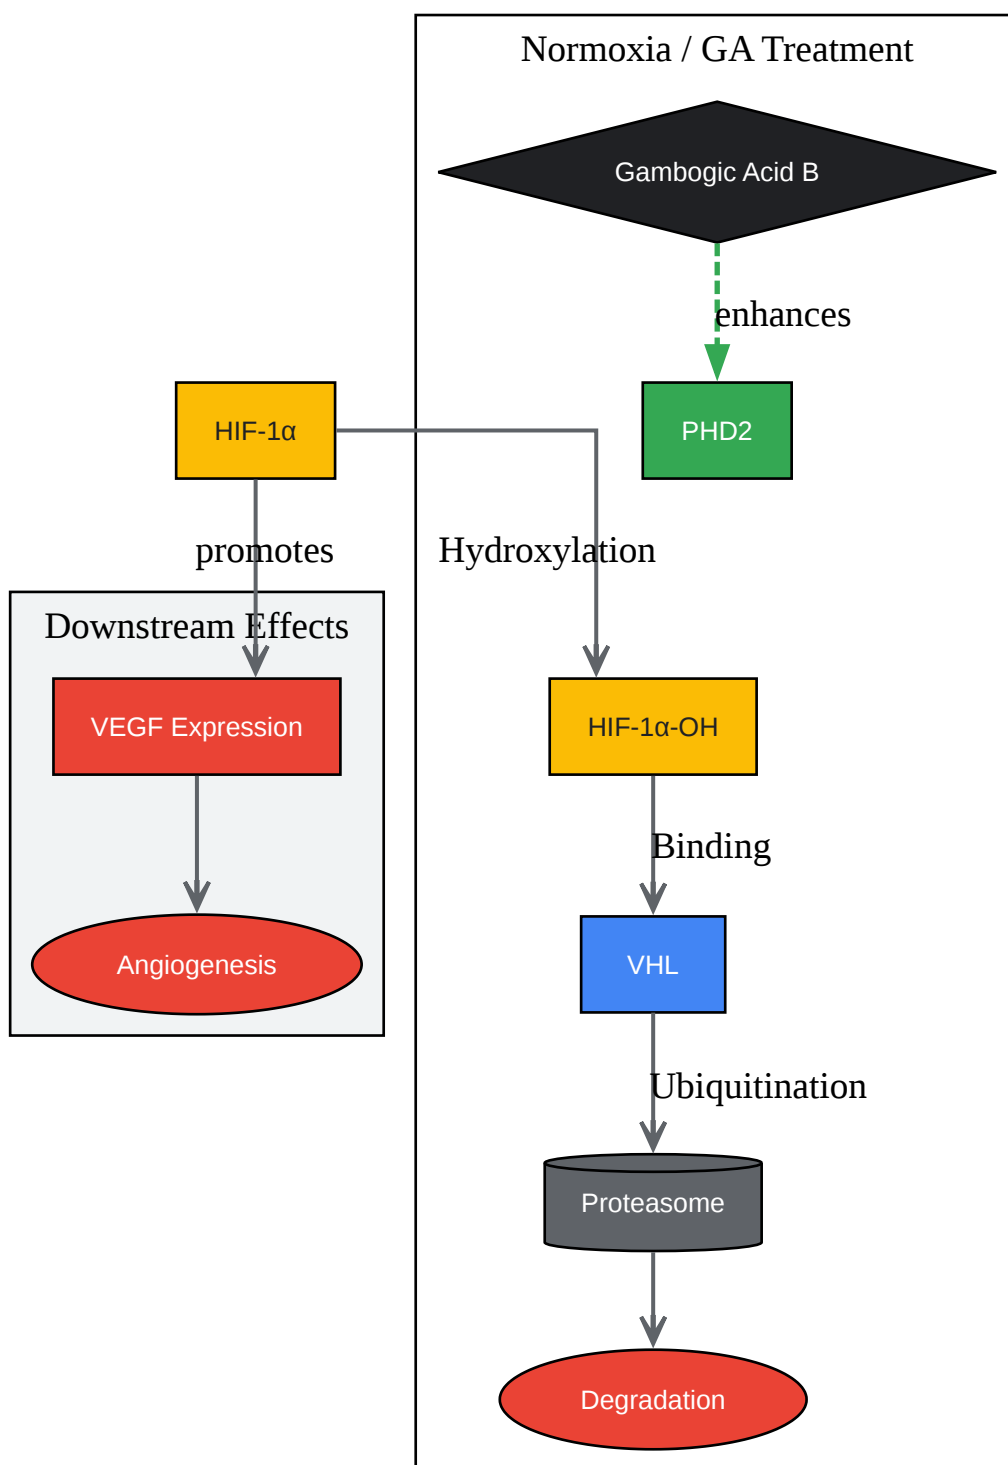 Normoxia / GA Treatment
Gambogic Acid B
enhances
HIF-1α
PHD2
promotes
Hydroxylation
Downstream Effects
VEGF Expression
HIF-1α-OH
Binding
Angiogenesis
VHL
Ubiquitination
Proteasome
Degradation